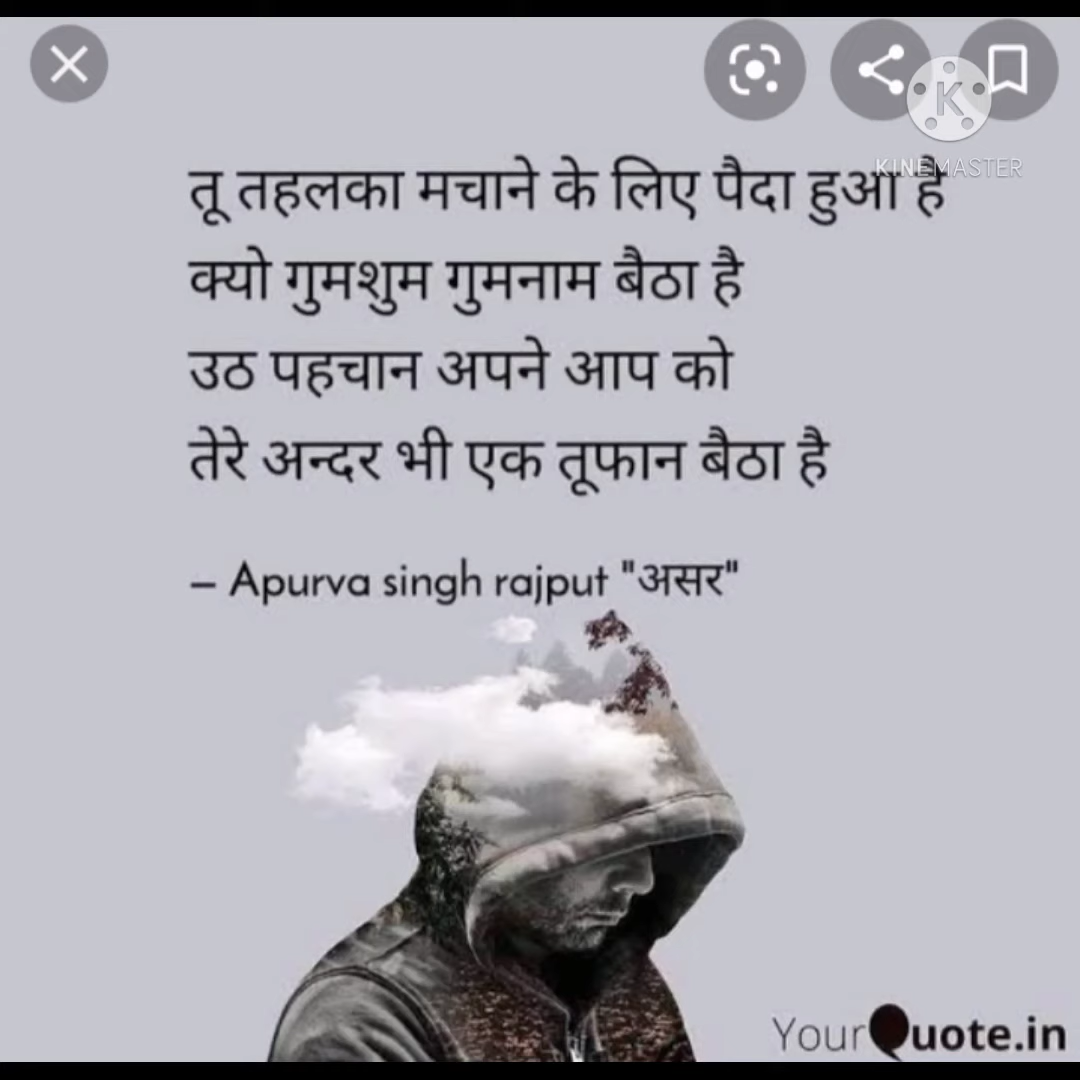 KINEMASTER
तू तहलका मचाने के लिए पैदा हुआ है
क्यो गुमशुम गुमनाम बैठा है
उठ पहचान अपने आप को
तेरे अन्दर भी एक तूफान बैठा है
– Apurva singh rajput "असर"
YourQuote.in